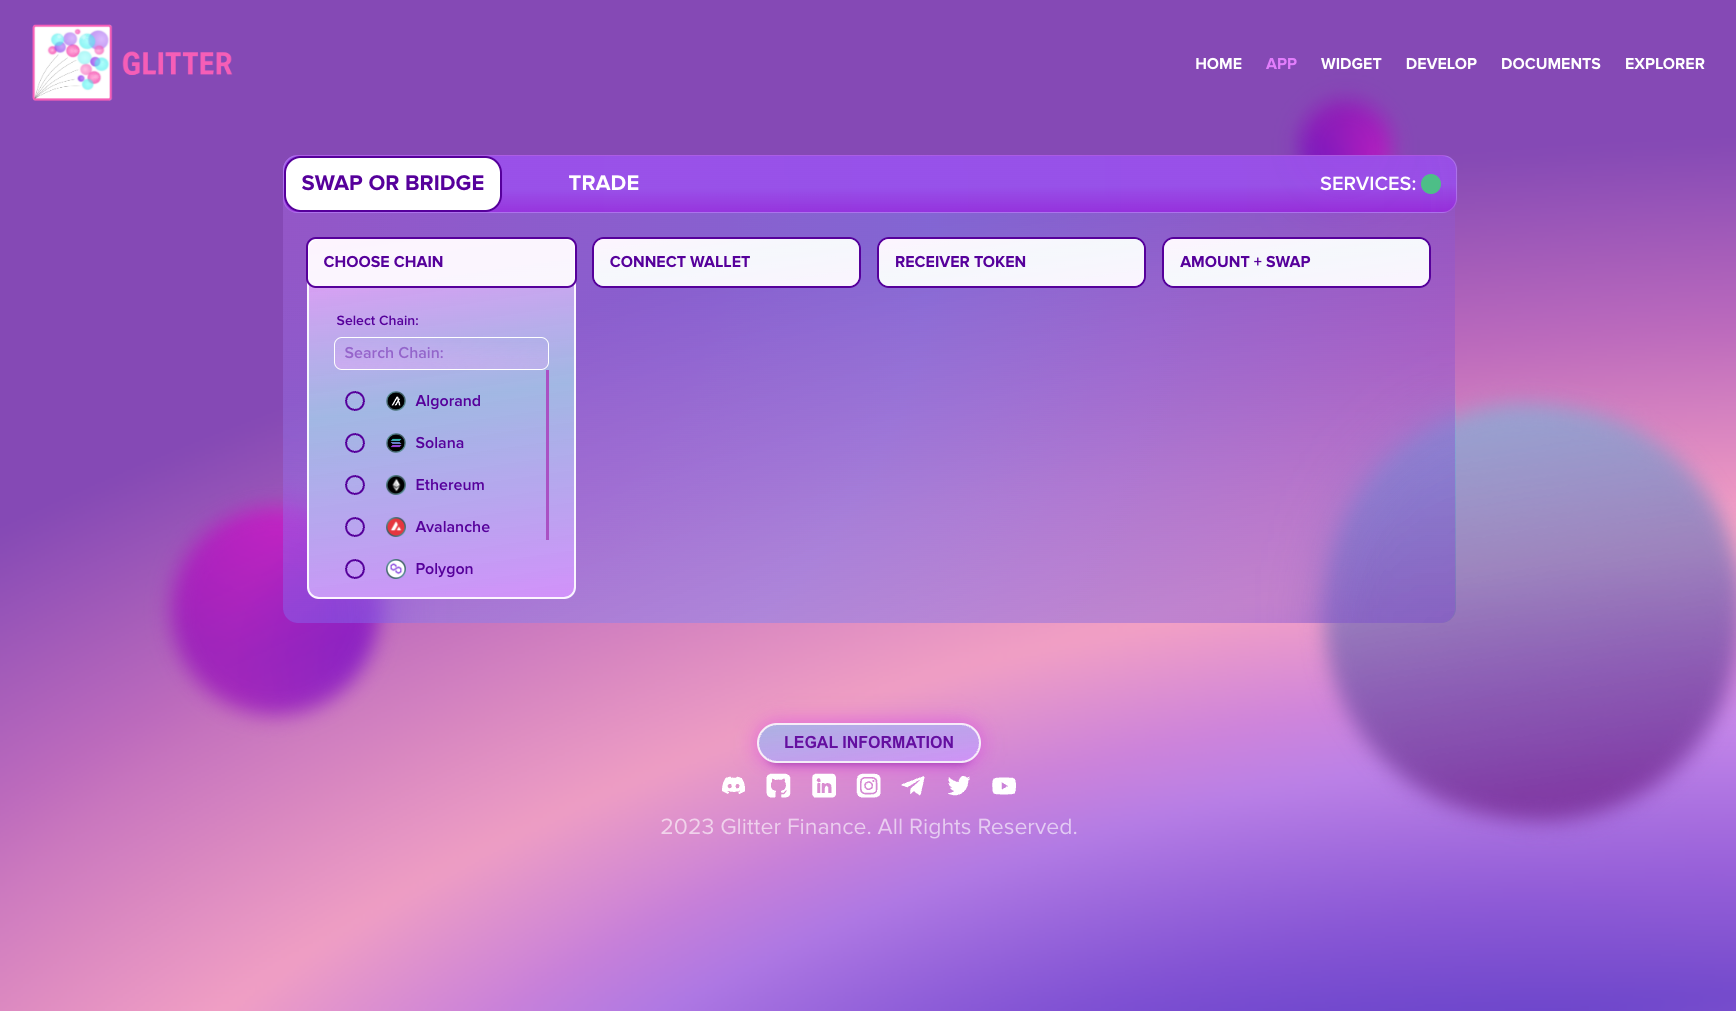 GLITTER
HOME APP WIDGET DEVELOP DOCUMENTS EXPLORER
SWAP OR BRIDGE TRADE SERVICES:
CHOOSE CHAIN CONNECT WALLET RECEIVER TOKEN AMOUNT + SWAP
Select Chain:
Search Chain:
Algorand
Solana
Ethereum
Avalanche
Polygon
LEGAL INFORMATION
2023 Glitter Finance. All Rights Reserved.